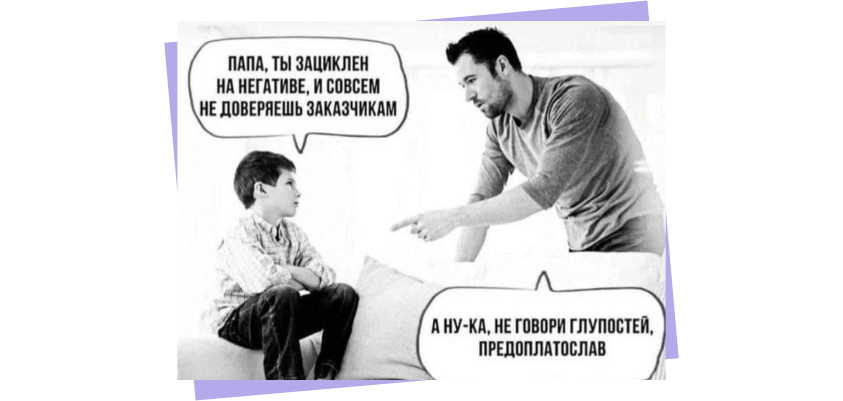 ПАПА, ТЫ ЗАЦИКЛЕН
НА НЕГАТИВЕ, И СОВСЕМ
НЕ ДОВЕРЯЕШЬ ЗАКАЗЧИКАМ
А НУ-КА, НЕ ГОВОРИ ГЛУПОСТЕЙ,
ПРЕДОПЛАТОСЛАВ